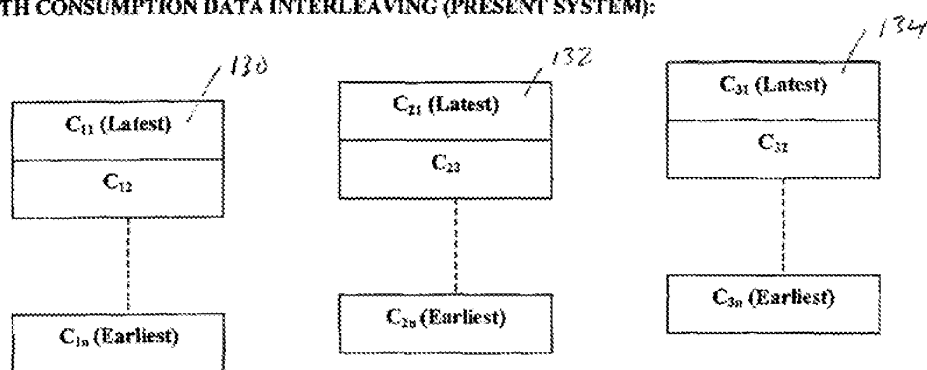 TH CONSUMPTION DATA INTERLEAVING (PRESENT SYSTEM):
130
132
134
C₁₁ (Latest)
C₁₂
C₁ₙ (Earliest)
C₂₁ (Latest)
C₂₃
C₂ₙ (Earliest)
C₃₁ (Latest)
C₃₂
C₃ₙ (Earliest)